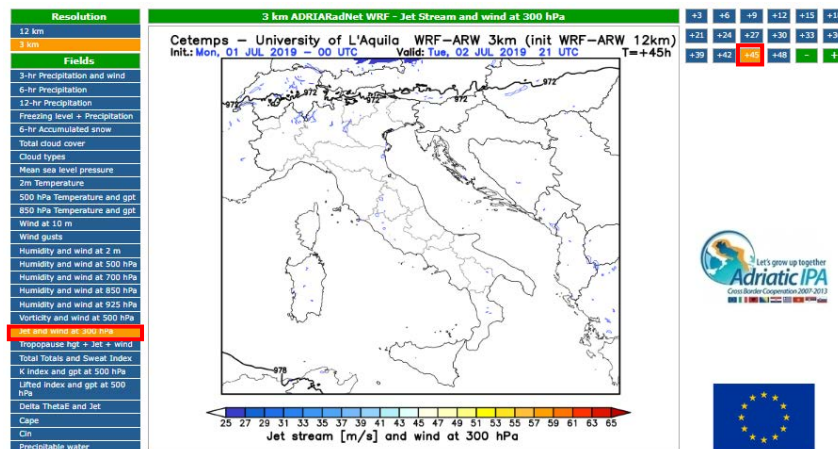 Resolution
12 km
3 km
Fields
3-hr Precipitation and wind
6-hr Precipitation
12-hr Precipitation
Freezing level + Precipitation
6-hr Accumulated snow
Total cloud cover
Cloud types
Mean sea level pressure
2m Temperature
500 hPa Temperature and gpt
850 hPa Temperature and gpt
Wind at 10 m
Wind gusts
Humidity and wind at 2 m
Humidity and wind at 500 hPa
Humidity and wind at 700 hPa
Humidity and wind at 850 hPa
Humidity and wind at 925 hPa
Vorticity and wind at 500 hPa
Jet and wind at 300 hPa
Tropopause hgt + Jet + wind
Total Totals and Sweat Index
K index and gpt at 500 hPa
Lifted index and gpt at 500
hPa
Delta ThetaE and Jet
Cape
Cin
Precipitable water
3 km ADRIARadNet WRF - Jet Stream and wind at 300 hPa
Cetemps - University of L'Aquila WRF-ARW 3km (init WRF-ARW 12km)
Init.: Mon, 01 JUL 2019 - 00 UTC Valid: Tue, 02 JUL 2019 21 UTC T=+45h
972 972 972 972
978
25 27 29 31 33 35 37 39 41 43 45 47 49 51 53 55 57 59 61 63 65
Jet stream [m/s] and wind at 300 hPa
+3 +6 +9 +12 +15
+21 +24 +27 +30 +33
+39 +42 +45 +48 - +
Let's grow up together
Adriatic IPA
Cross Border Cooperation 2007-2013